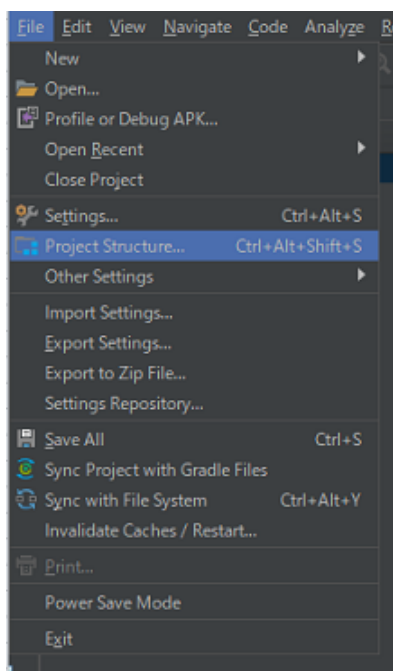 File Edit View Navigate Code Analyze R
New
Open...
Profile or Debug APK...
Open Recent
Close Project
Settings... Ctrl+Alt+S
Project Structure... Ctrl+Alt+Shift+S
Other Settings
Import Settings...
Export Settings...
Export to Zip File...
Settings Repository...
Save All Ctrl+S
Sync Project with Gradle Files
Sync with File System Ctrl+Alt+Y
Invalidate Caches / Restart...
Print...
Power Save Mode
Exit